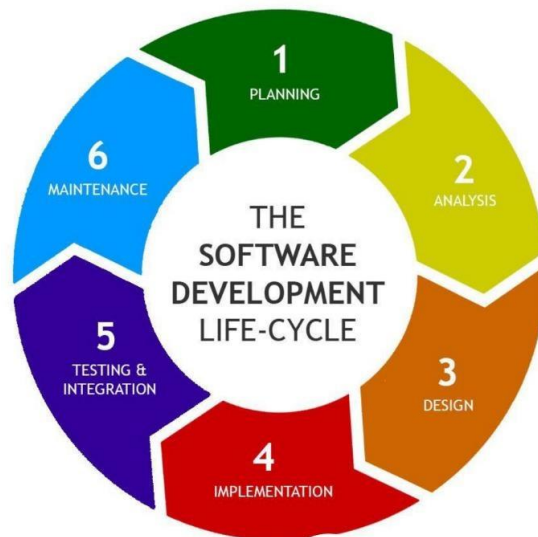 1
PLANNING
2
ANALYSIS
3
DESIGN
4
IMPLEMENTATION
5
TESTING &
INTEGRATION
6
MAINTENANCE
THE
SOFTWARE
DEVELOPMENT
LIFE-CYCLE